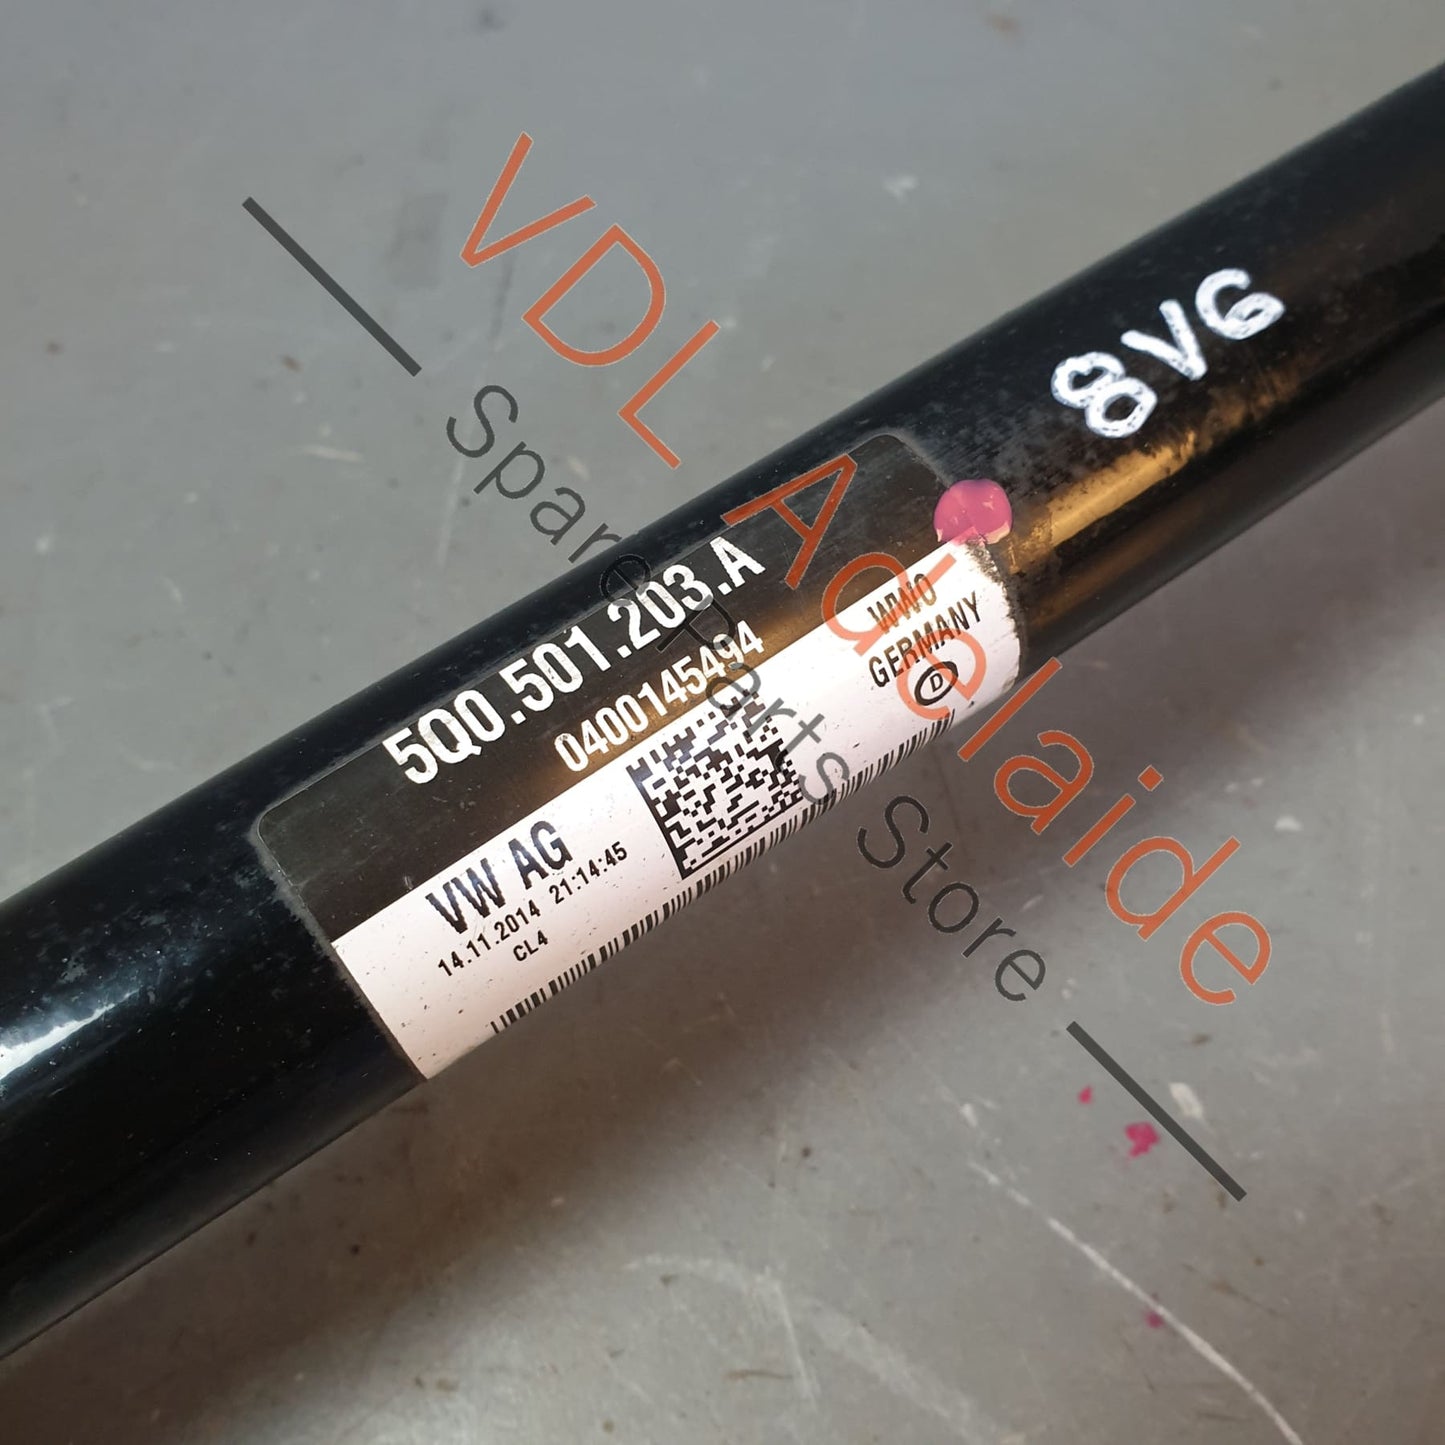 VDL Adelaide
Spare Parts Store
8VG
5Q0.501.203.A
0400145494
WWO
GERMANY
D
VW AG
14.11.2014 21:14:45
CL4